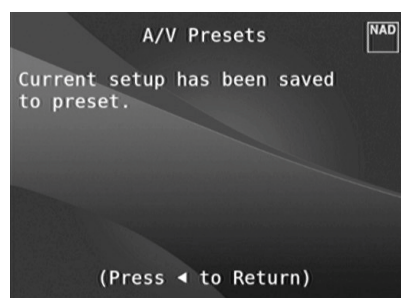 A/V Presets
NAD
Current setup has been saved
to preset.
(Press ◄ to Return)